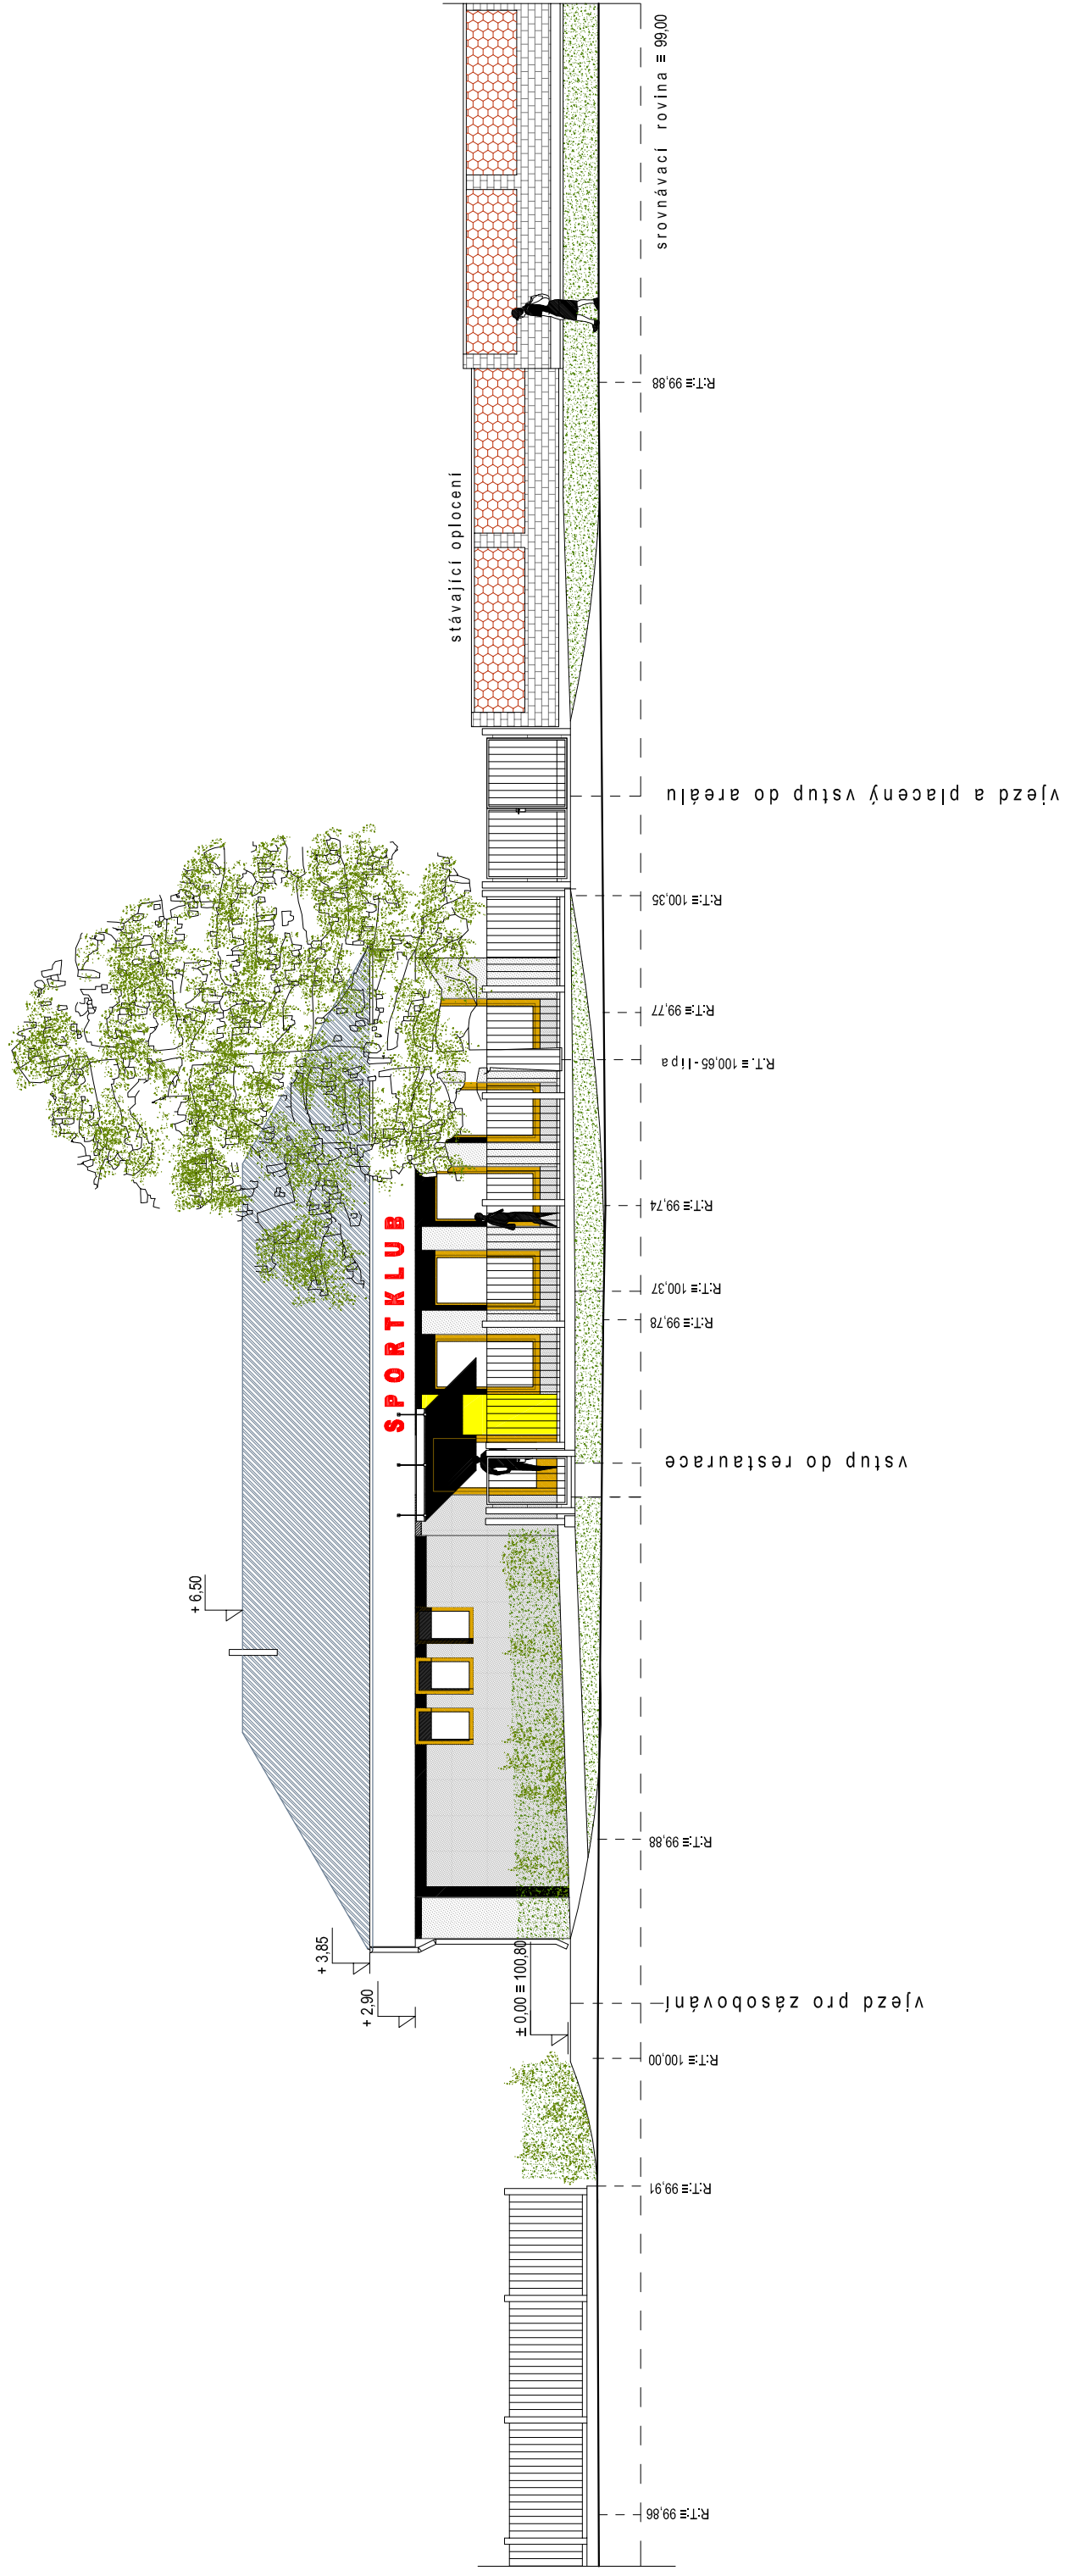 + 6,50
+ 3,85
+ 2,90
± 0,00 = 100,80
SPORTKLUB
stávající oplocení
srovnávací rovina = 99,00
R.T. = 99,86
R.T. = 99,91
R.T. = 100,00
vjezd pro zásobování
R.T. = 99,88
vstup do restaurace
R.T. = 99,78
R.T. = 100,37
R.T. = 99,74
R.T. = 100,65 - lípa
R.T. = 99,77
R.T. = 100,35
vjezd a placený vstup do areálu
R.T. = 99,88